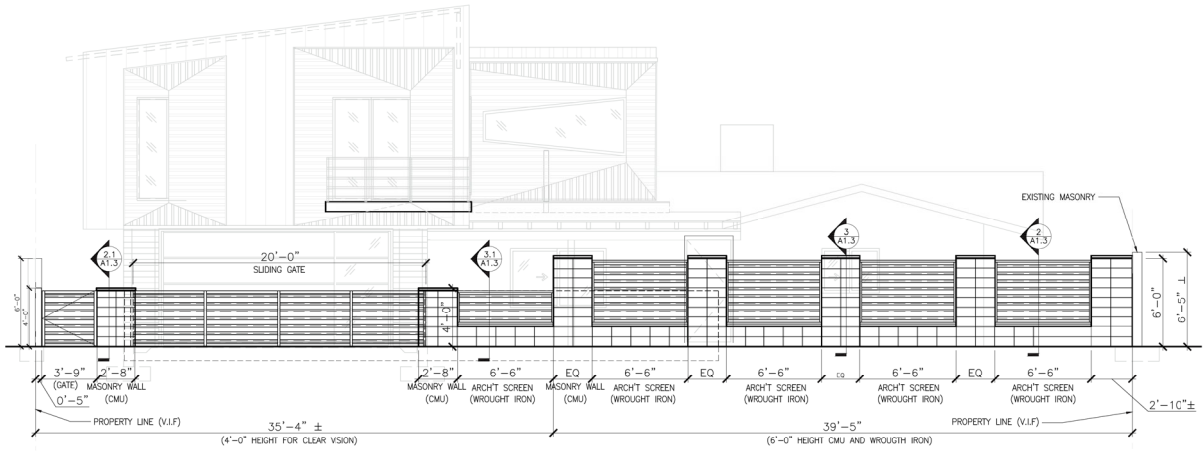 EXISTING MASONRY
2.1
A1.3
3.1
A1.3
3
A1.3
2
A1.3
20'-0"
SLIDING GATE
6'-0"
4'-0"
4'-0"
6'-0"
6'-5" ±
3'-9"
(GATE)
2'-8"
MASONRY WALL
(CMU)
2'-8"
MASONRY WALL
(CMU)
6'-6"
ARCH'T SCREEN
(WROUGHT IRON)
EQ
MASONRY WALL
(CMU)
6'-6"
ARCH'T SCREEN
(WROUGHT IRON)
EQ
6'-6"
ARCH'T SCREEN
(WROUGHT IRON)
EQ
6'-6"
ARCH'T SCREEN
(WROUGHT IRON)
EQ
6'-6"
ARCH'T SCREEN
(WROUGHT IRON)
2'-10"±
0'-5"
PROPERTY LINE (V.I.F)
PROPERTY LINE (V.I.F)
35'-4" ±
(4'-0" HEIGHT FOR CLEAR VISION)
39'-5"
(6'-0" HEIGHT CMU AND WROUGTH IRON)